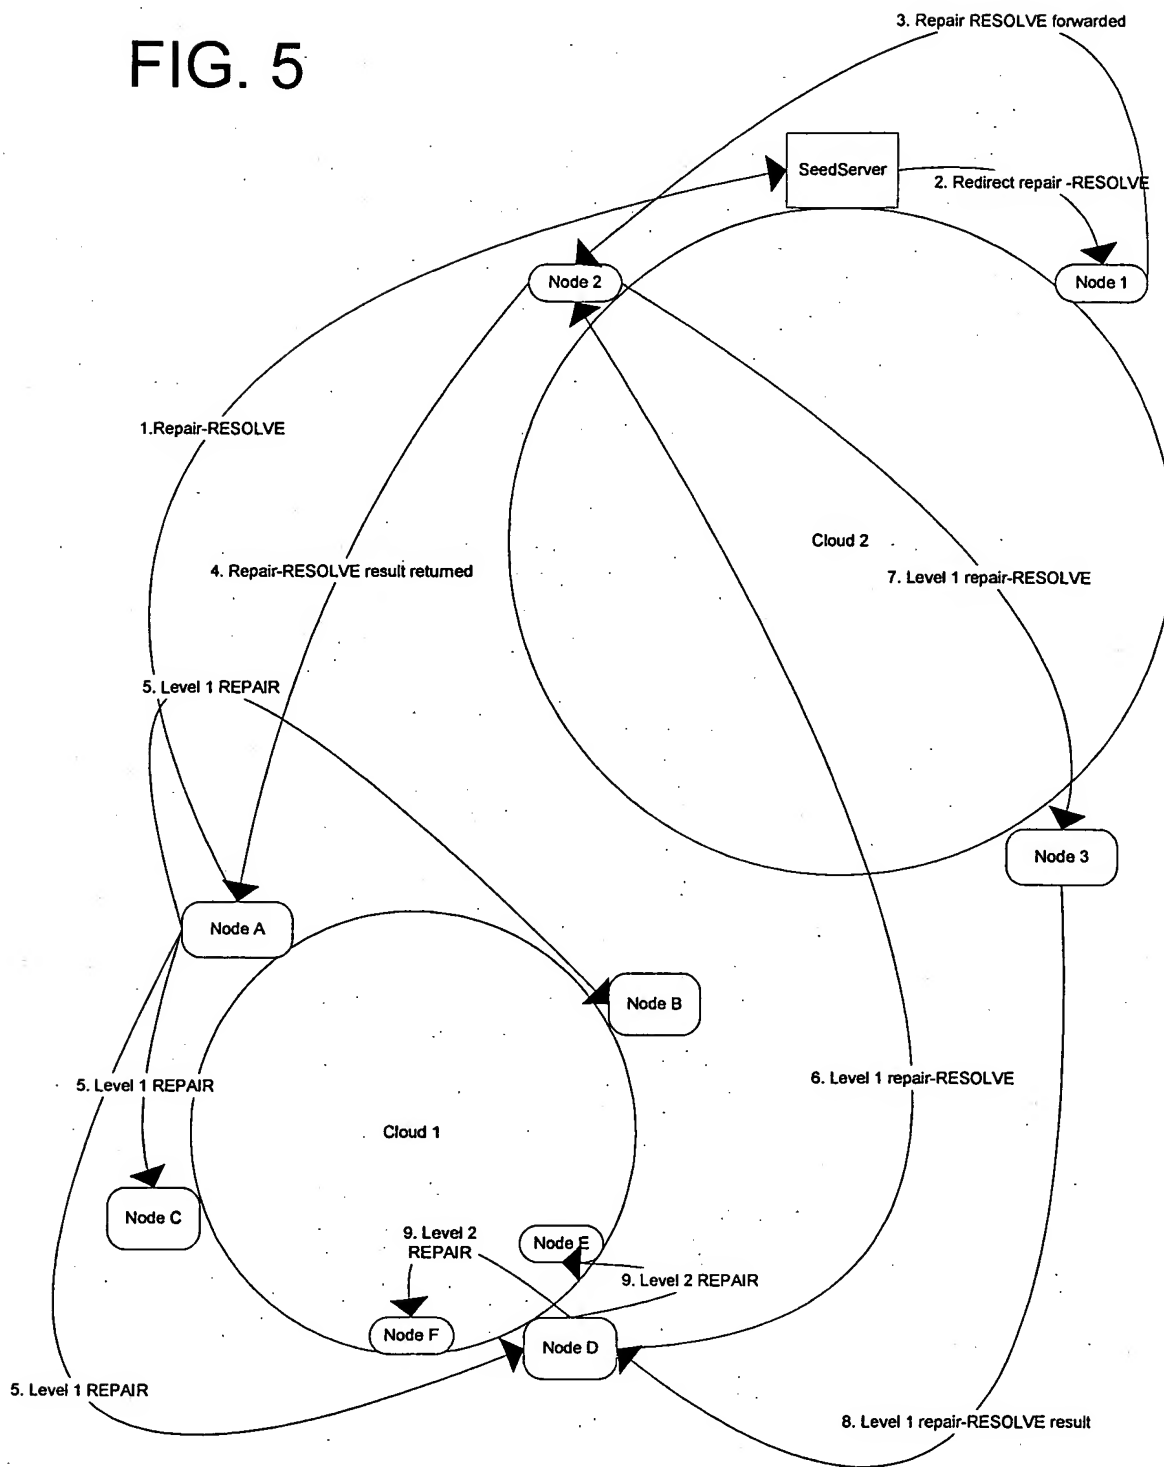 3. Repair RESOLVE forwarded
FIG. 5
SeedServer
2. Redirect repair -RESOLVE
Node 2
Node 1
1.Repair-RESOLVE
Cloud 2
4. Repair-RESOLVE result returned
7. Level 1 repair-RESOLVE
5. Level 1 REPAIR
Node 3
Node A
Node B
5. Level 1 REPAIR
6. Level 1 repair-RESOLVE
Cloud 1
Node C
9. Level 2
REPAIR
Node E
9. Level 2 REPAIR
Node F
Node D
5. Level 1 REPAIR
8. Level 1 repair-RESOLVE result